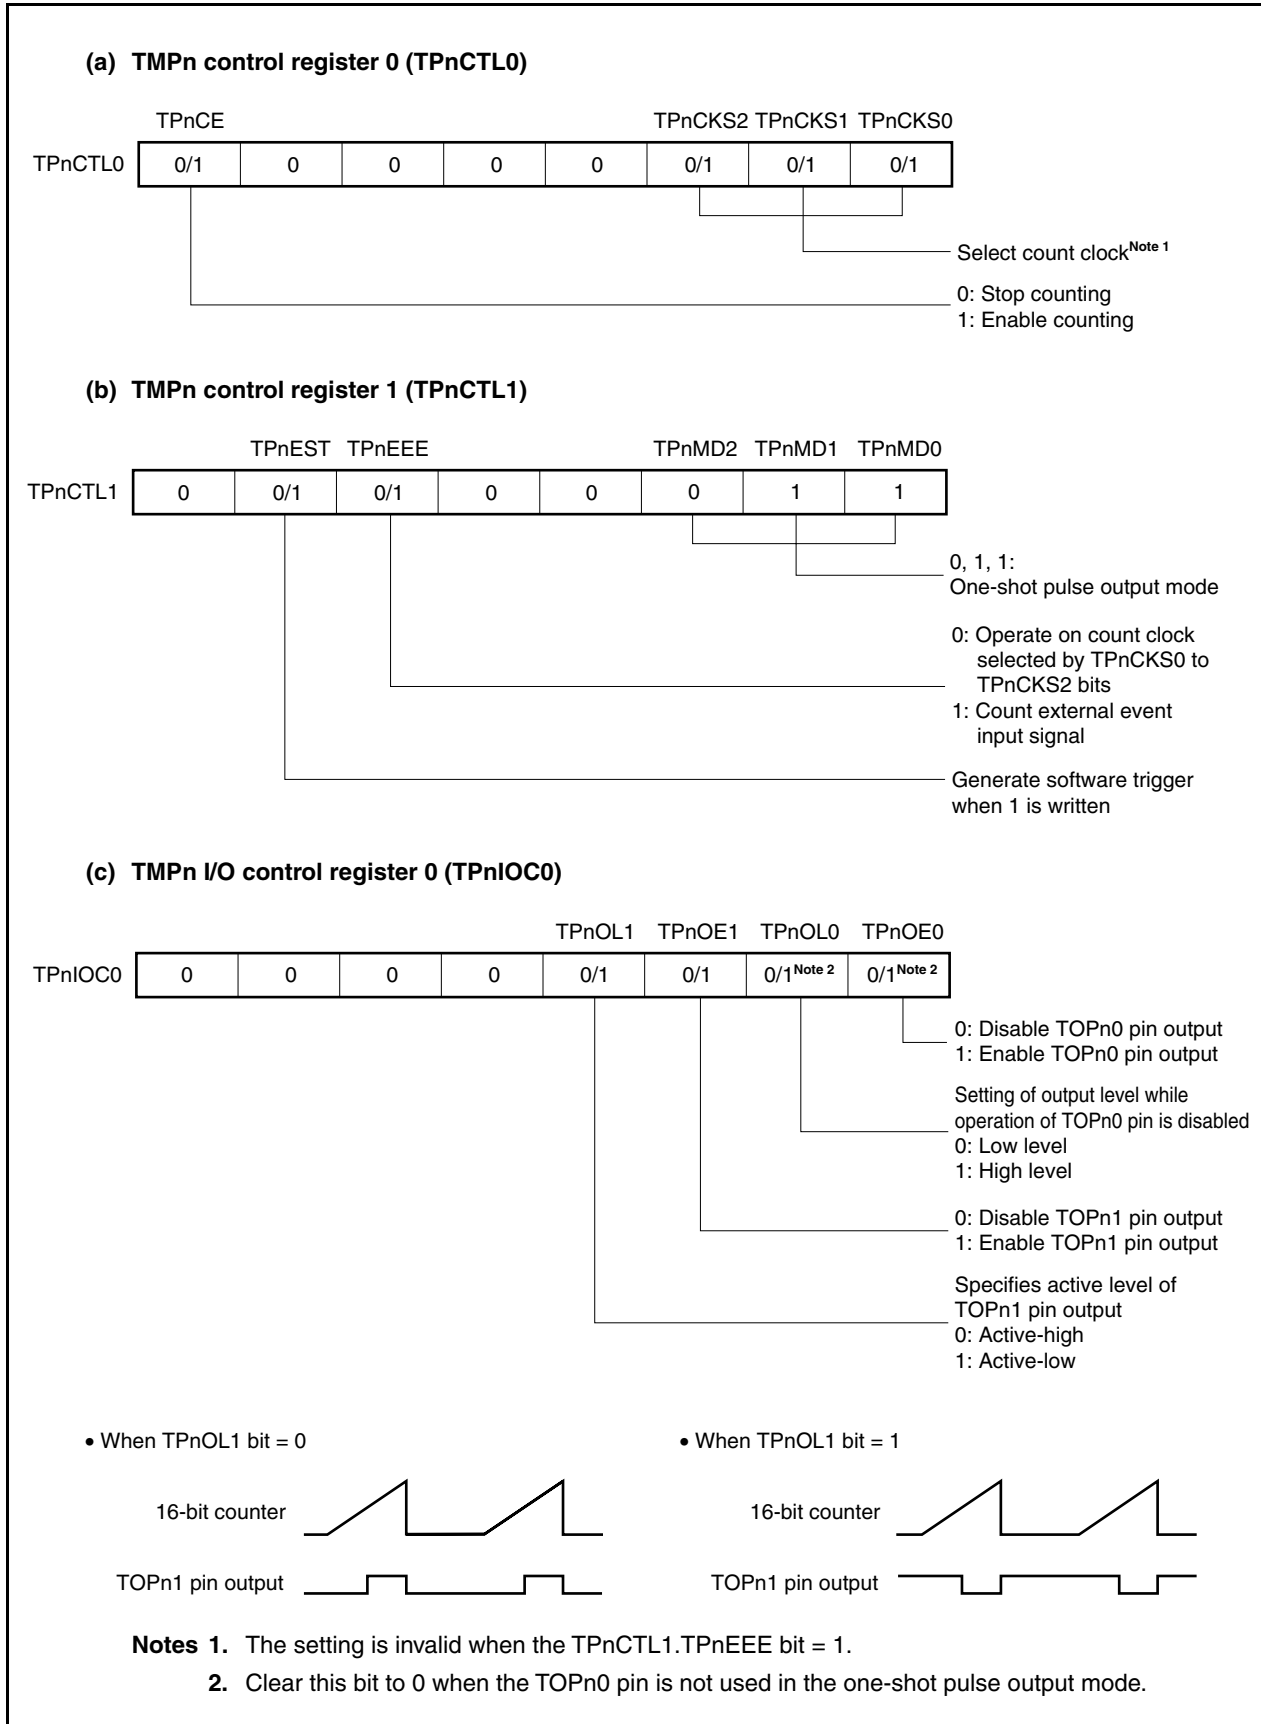 (a) TMPn control register 0 (TPnCTL0)
TPnCE TPnCKS2 TPnCKS1 TPnCKS0
TPnCTL0 0/1 0 0 0 0 0/1 0/1 0/1
Select count clock Note 1
0: Stop counting
1: Enable counting
(b) TMPn control register 1 (TPnCTL1)
TPnEST TPnEEE TPnMD2 TPnMD1 TPnMD0
TPnCTL1 0 0/1 0/1 0 0 0 1 1
0, 1, 1:
One-shot pulse output mode
0: Operate on count clock
selected by TPnCKS0 to
TPnCKS2 bits
1: Count external event
input signal
Generate software trigger
when 1 is written
(c) TMPn I/O control register 0 (TPnIOC0)
TPnOL1 TPnOE1 TPnOL0 TPnOE0
TPnIOC0 0 0 0 0 0/1 0/1 0/1 Note 2 0/1 Note 2
0: Disable TOPn0 pin output
1: Enable TOPn0 pin output
Setting of output level while
operation of TOPn0 pin is disabled
0: Low level
1: High level
0: Disable TOPn1 pin output
1: Enable TOPn1 pin output
Specifies active level of
TOPn1 pin output
0: Active-high
1: Active-low
• When TPnOL1 bit = 0
16-bit counter
TOPn1 pin output
• When TPnOL1 bit = 1
16-bit counter
TOPn1 pin output
Notes 1. The setting is invalid when the TPnCTL1.TPnEEE bit = 1.
2. Clear this bit to 0 when the TOPn0 pin is not used in the one-shot pulse output mode.